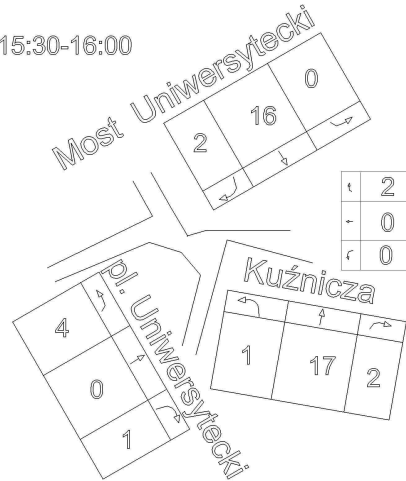 15:30-16:00
Most Uniwersytecki
2 16 0
2
0
0
Kuźnicza
1 17 2
pl. Uniwersytecki
4
0
1